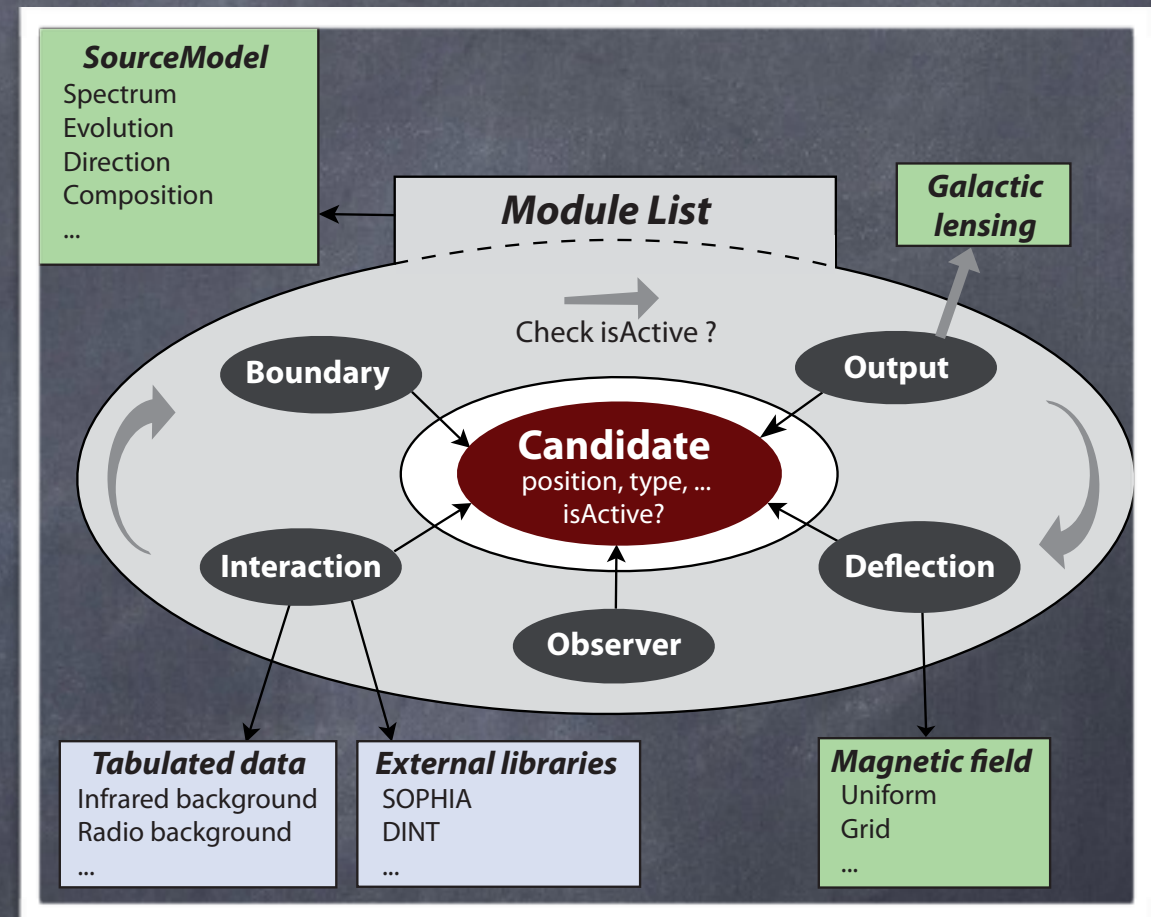 SourceModel
Spectrum
Evolution
Direction
Composition
...
Module List
Galactic
lensing
Check isActive ?
Boundary
Output
Candidate
position, type, ...
isActive?
Interaction
Deflection
Observer
Tabulated data
Infrared background
Radio background
...
External libraries
SOPHIA
DINT
...
Magnetic field
Uniform
Grid
...